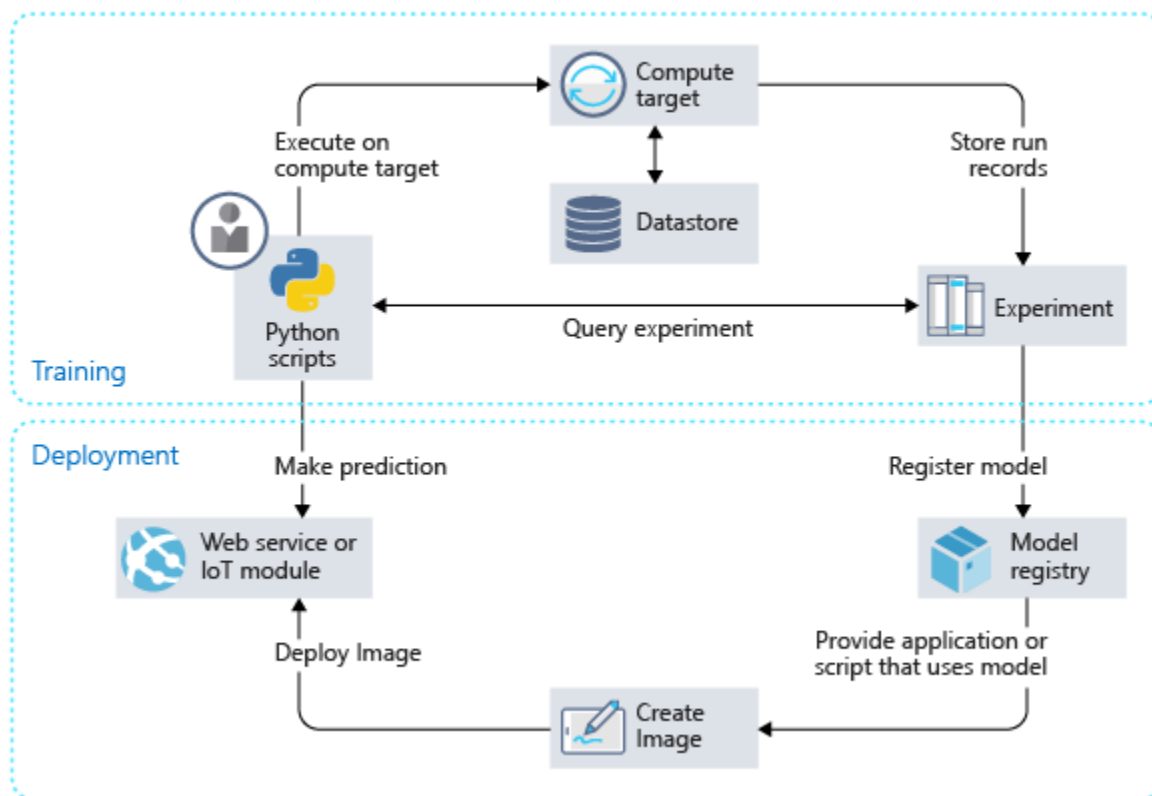 Compute
target
Execute on
compute target
Store run
records
Datastore
Python
scripts
Query experiment
Experiment
Training
Deployment
Make prediction
Register model
Web service or
IoT module
Model
registry
Deploy Image
Provide application or
script that uses model
Create
Image